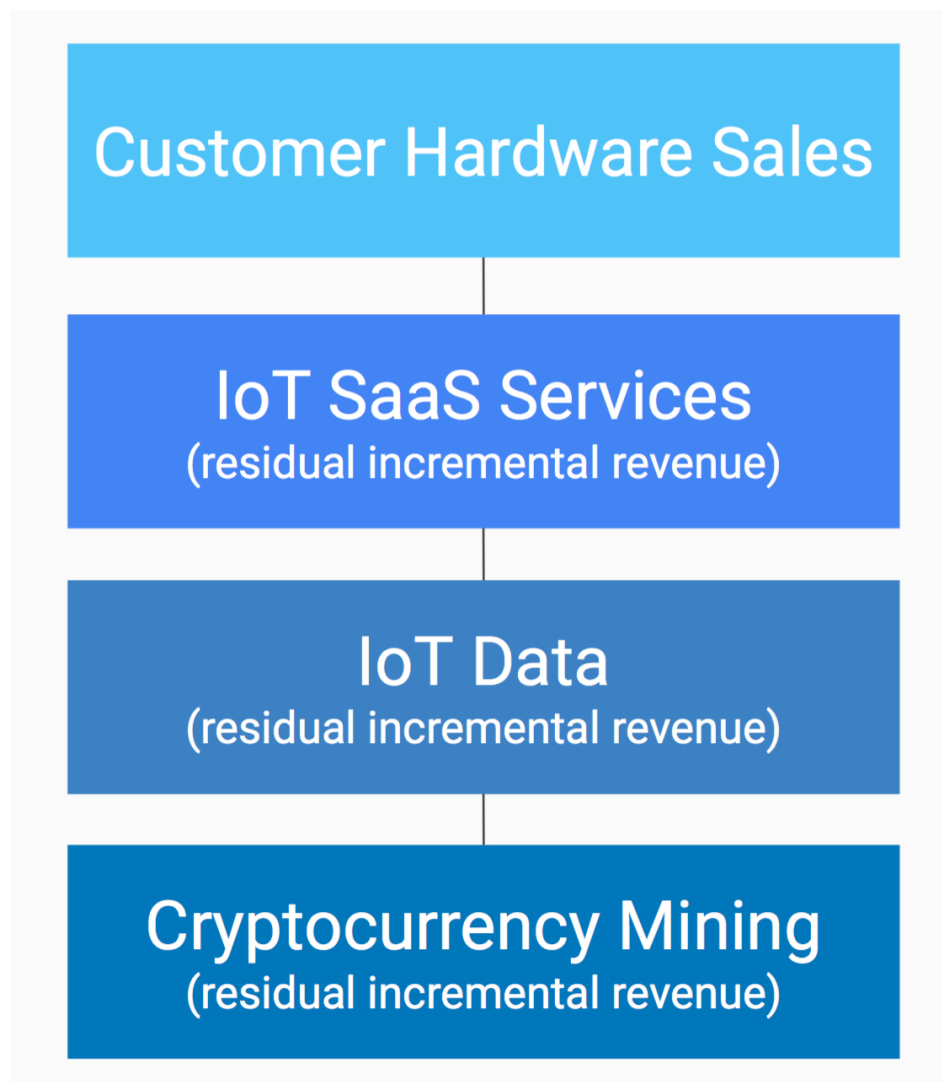 Customer Hardware Sales
IoT SaaS Services
(residual incremental revenue)
IoT Data
(residual incremental revenue)
Cryptocurrency Mining
(residual incremental revenue)